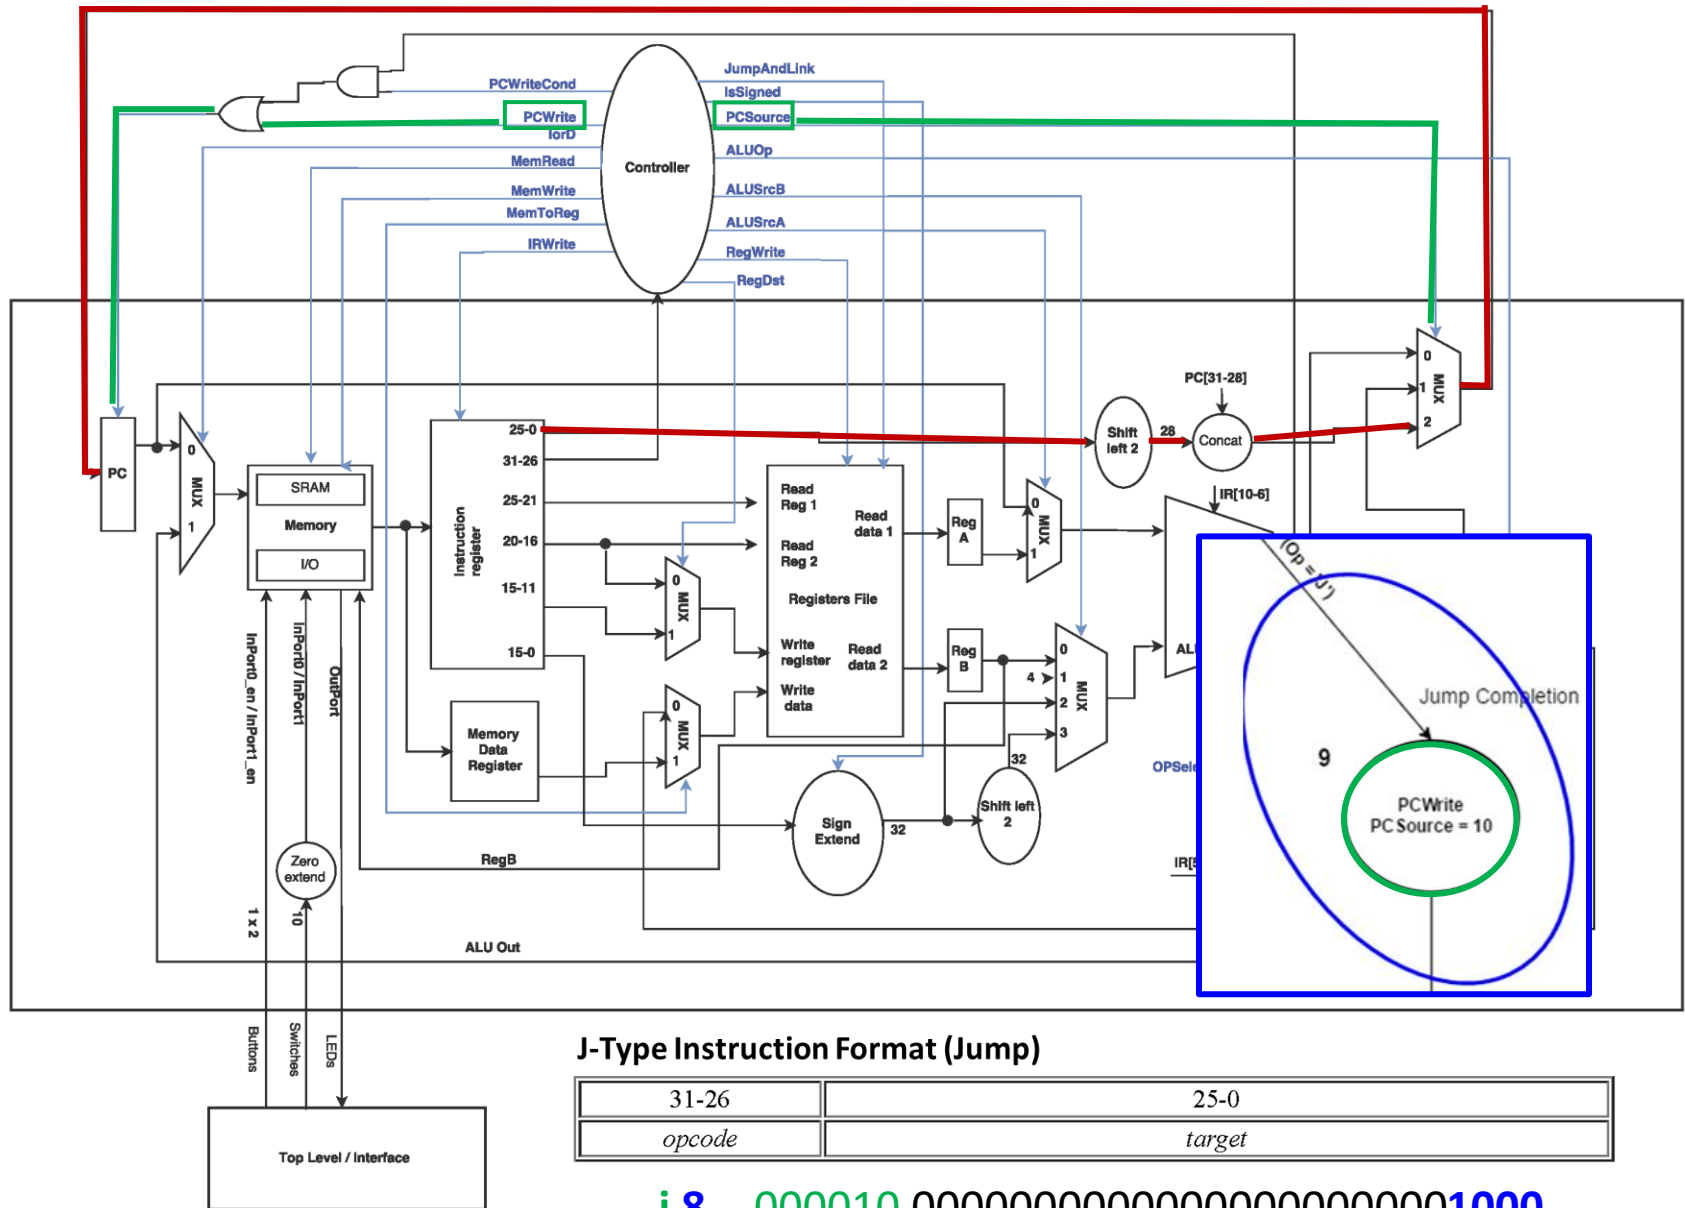 JumpAndLink
PCWriteCond
IsSigned
PCWrite
PCSource
IorD
ALUOp
MemRead
Controller
MemWrite
ALUSrcB
MemToReg
ALUSrcA
IRWrite
RegWrite
RegDst
PC[31-28]
0
1
2
MUX
25-0
Shift
left 2
28
Concat
31-26
PC
0
1
MUX
SRAM
Memory
I/O
25-21
20-16
15-11
15-0
Instruction
register
Read
Reg 1
Read
data 1
Read
Reg 2
Registers File
Write
register
Read
data 2
Write
data
Reg
A
Reg
B
0
1
MUX
IR[10-6]
0
4
1
2
3
MUX
0
1
MUX
0
1
MUX
Memory
Data
Register
Sign
Extend
32
Shift left
2
32
RegB
ALU Out
InPort0_en / InPort1_en
InPort0 / InPort1
OutPort
Zero
extend
1 x 2
10
Buttons
Switches
LEDs
Top Level / Interface
(Op = 'J')
Jump Completion
9
PCWrite
PCSource = 10
J-Type Instruction Format (Jump)
31-26 25-0
opcode target
j 8 000010 00000000000000000000001000